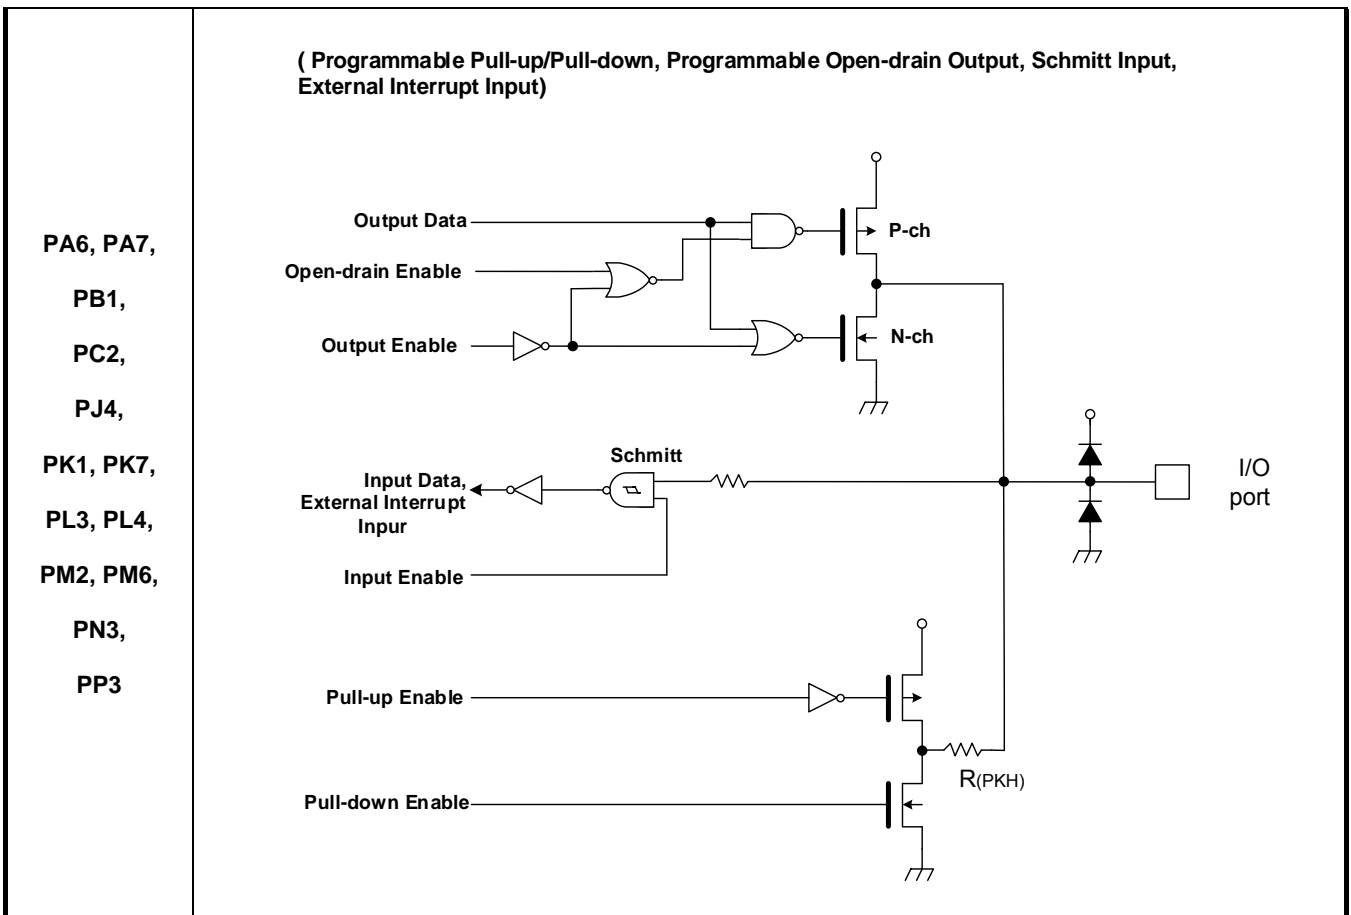 ( Programmable Pull-up/Pull-down, Programmable Open-drain Output, Schmitt Input,
External Interrupt Input)
PA6, PA7,
PB1,
PC2,
PJ4,
PK1, PK7,
PL3, PL4,
PM2, PM6,
PN3,
PP3
Output Data
P-ch
Open-drain Enable
Output Enable
N-ch
Schmitt
Input Data,
External Interrupt
Inpur
I/O
port
Input Enable
Pull-up Enable
R(PKH)
Pull-down Enable